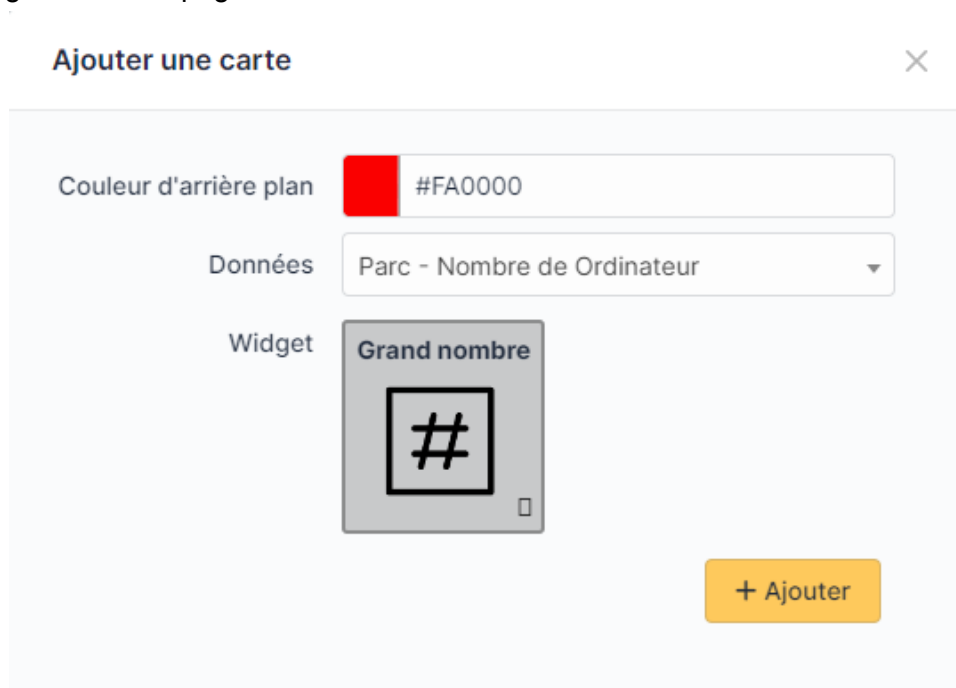 Ajouter une carte
Couleur d'arrière plan #FA0000
Données Parc - Nombre de Ordinateur
Widget Grand nombre
#
+ Ajouter